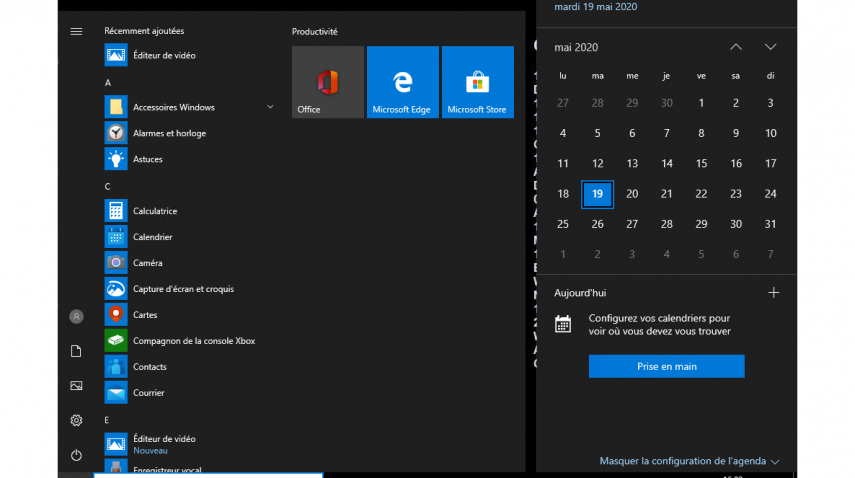 Récemment ajoutées
Éditeur de vidéo
A
Accessoires Windows
Alarmes et horloge
Astuces
C
Calculatrice
Calendrier
Caméra
Capture d'écran et croquis
Cartes
Compagnon de la console Xbox
Contacts
Courrier
E
Éditeur de vidéo
Nouveau
Enregistreur vocal
Productivité
Office
Microsoft Edge
Microsoft Store
mardi 19 mai 2020
mai 2020
lu ma me je ve sa di
27 28 29 30 1 2 3
4 5 6 7 8 9 10
11 12 13 14 15 16 17
18 19 20 21 22 23 24
25 26 27 28 29 30 31
1 2 3 4 5 6 7
Aujourd'hui
Configurez vos calendriers pour
voir où vous devez vous trouver
Prise en main
Masquer la configuration de l'agenda